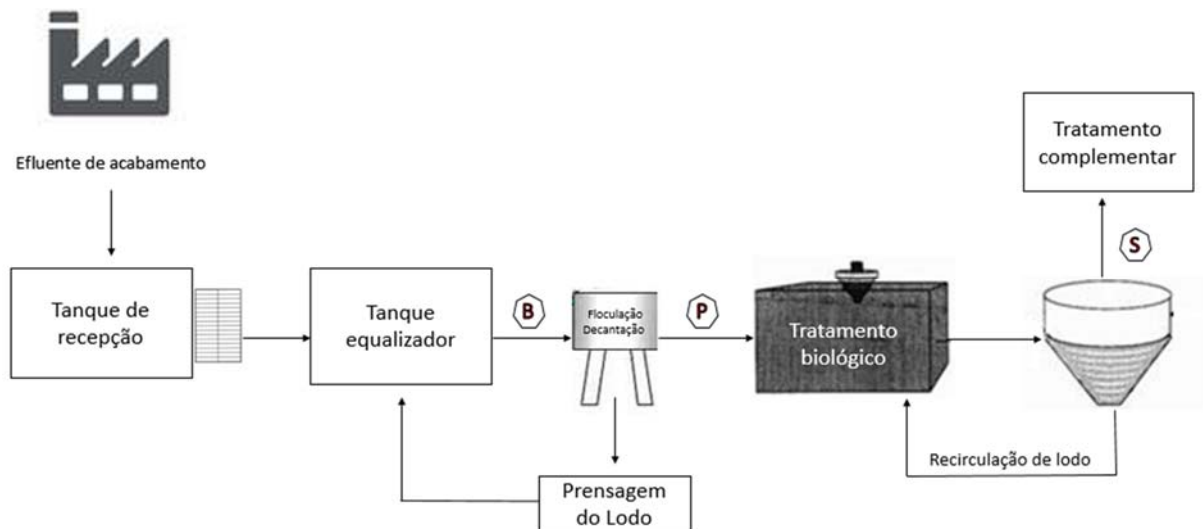 Efluente de acabamento
Tanque de
recepção
Tanque
equalizador
B
Floculação
Decantação
P
Tratamento
biológico
S
Tratamento
complementar
Recirculação de lodo
Prensagem
do Lodo